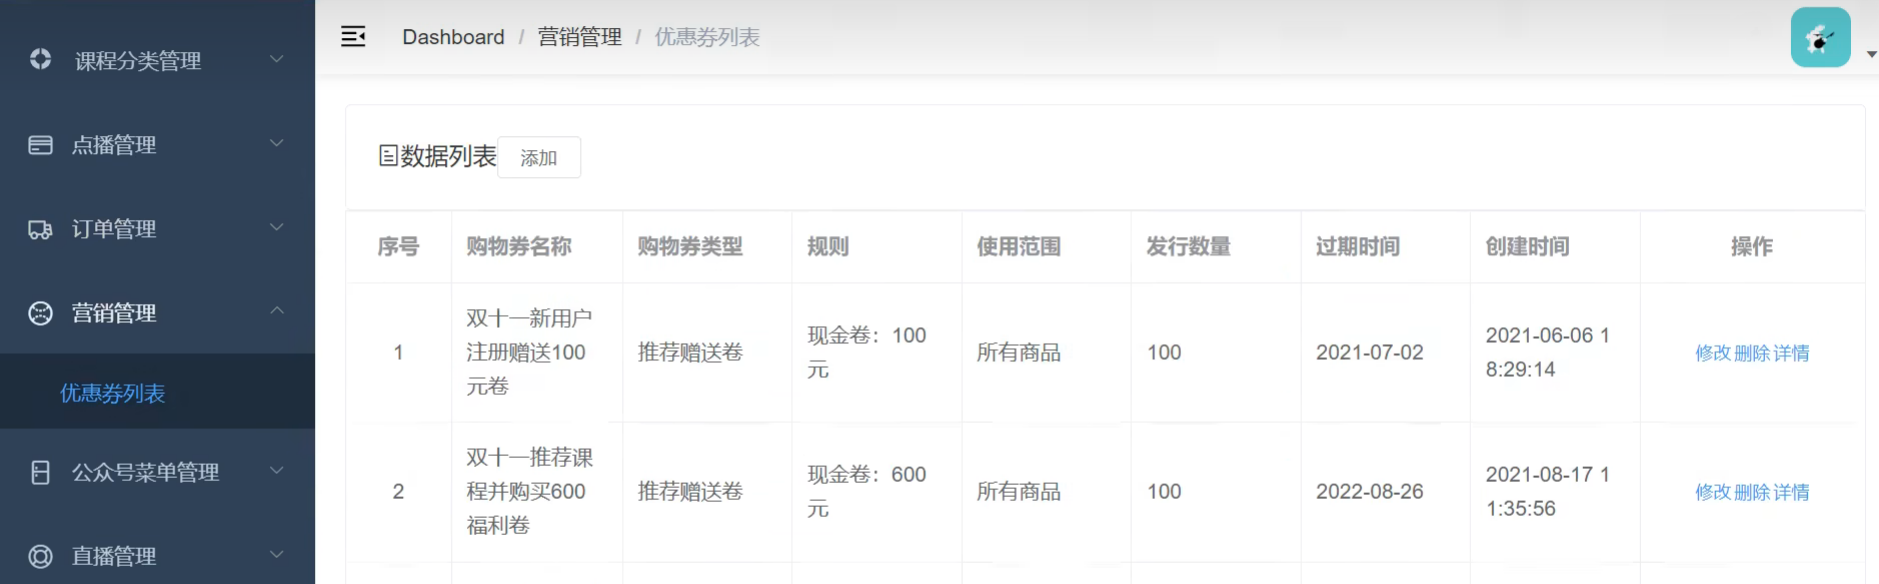 课程分类管理
点播管理
订单管理
营销管理
优惠券列表
公众号菜单管理
直播管理
Dashboard / 营销管理 / 优惠券列表
数据列表 添加
序号 购物券名称 购物券类型 规则 使用范围 发行数量 过期时间 创建时间 操作
1 双十一新用户注册赠送100元卷 推荐赠送卷 现金卷：100元 所有商品 100 2021-07-02 2021-06-06 18:29:14 修改 删除 详情
2 双十一推荐课程并购买600福利卷 推荐赠送卷 现金卷：600元 所有商品 100 2022-08-26 2021-08-17 11:35:56 修改 删除 详情